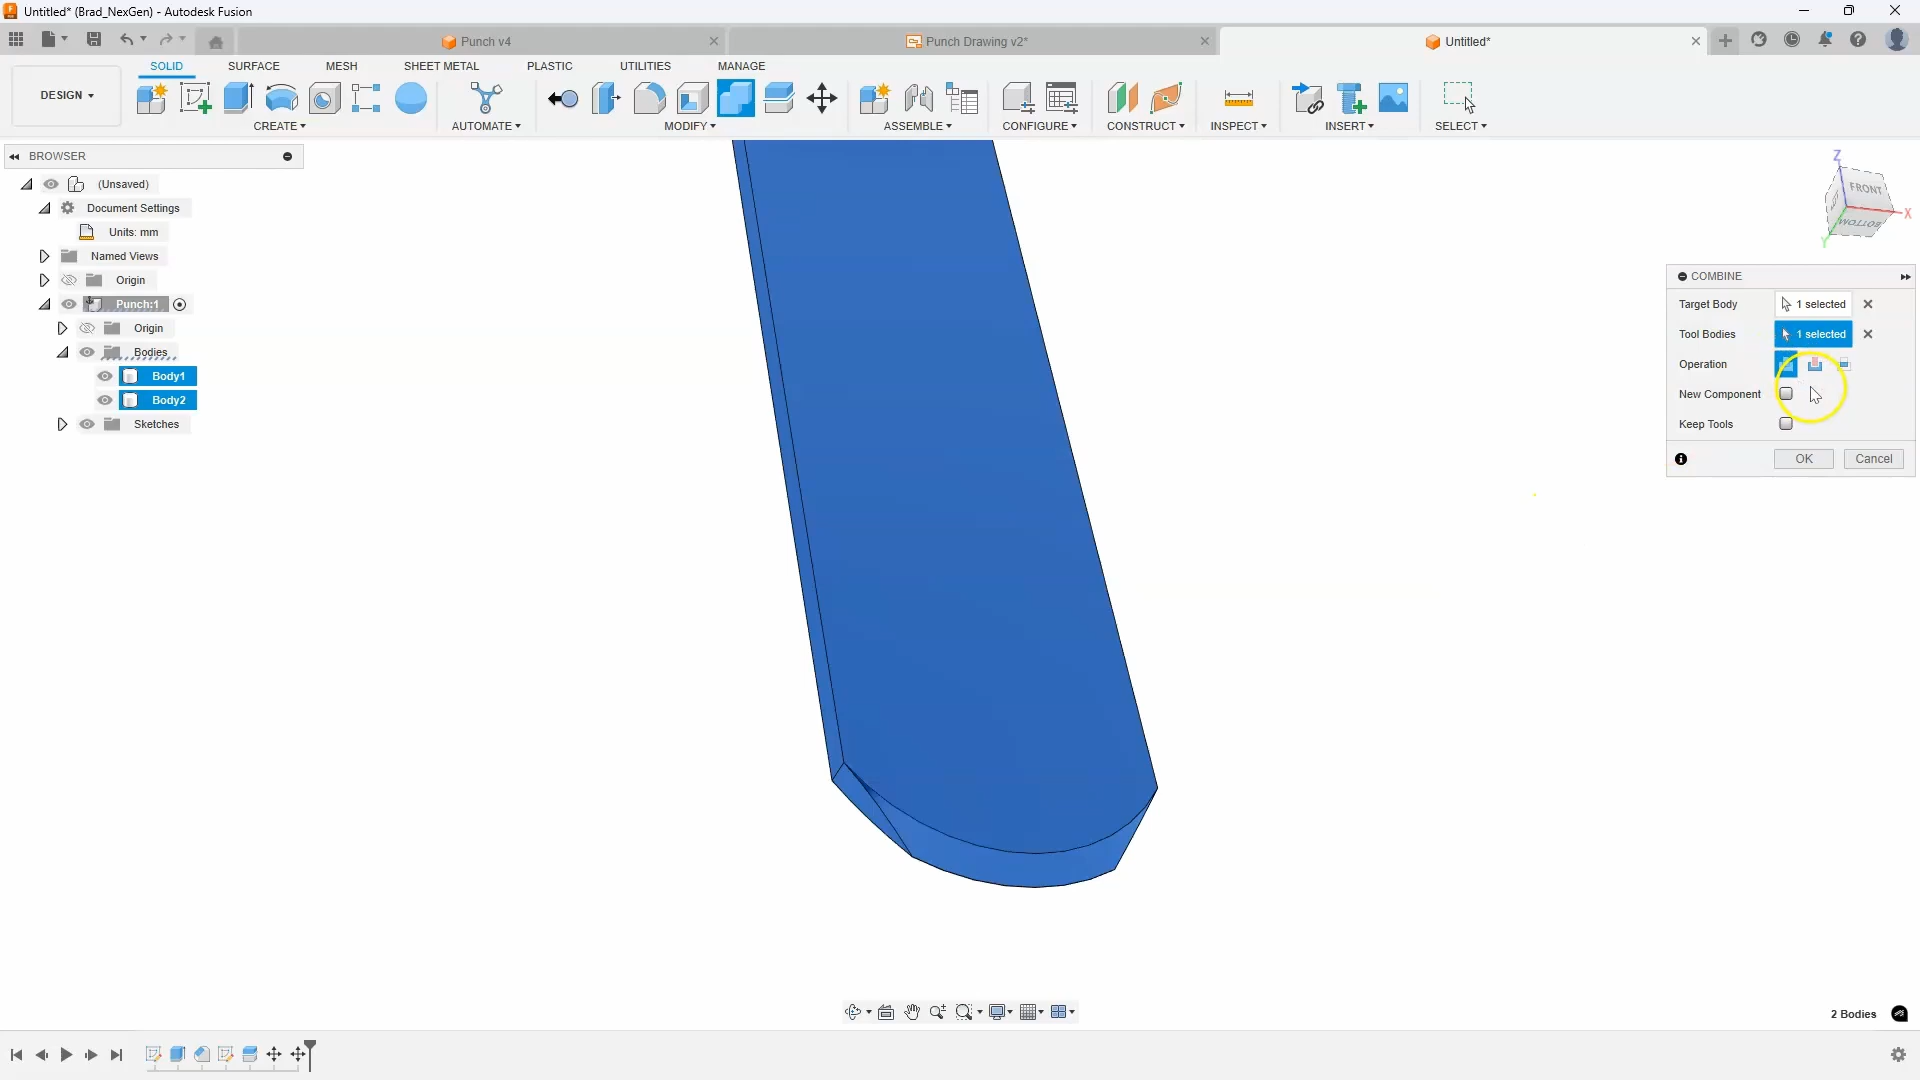 Untitled* (Brad_NexGen) - Autodesk Fusion
Punch v4
Punch Drawing v2*
Untitled*
DESIGN
SOLID
SURFACE
MESH
SHEET METAL
PLASTIC
UTILITIES
MANAGE
CREATE
AUTOMATE
MODIFY
ASSEMBLE
CONFIGURE
CONSTRUCT
INSPECT
INSERT
SELECT
BROWSER
(Unsaved)
Document Settings
Units: mm
Named Views
Origin
Punch:1
Origin
Bodies
Body1
Body2
Sketches
Z
FRONT
X
BOTTOM
Y
COMBINE
Target Body 1 selected
Tool Bodies 1 selected
Operation
New Component
Keep Tools
OK Cancel
2 Bodies